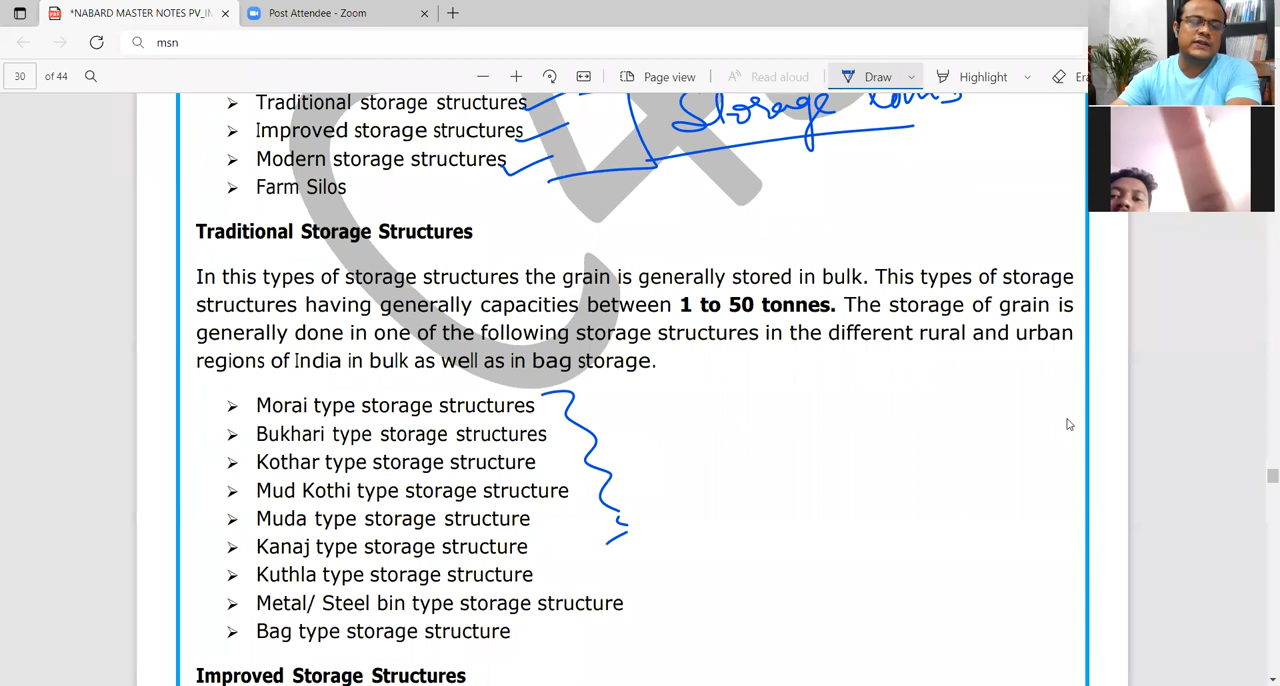 *NABARD MASTER NOTES PV_IN
Post Attendee - Zoom
msn
30 of 44
Page view
Read aloud
Draw
Highlight
Era
Traditional storage structures
Storage
Improved storage structures
Modern storage structures
Farm Silos
Traditional Storage Structures
In this types of storage structures the grain is generally stored in bulk. This types of storage
structures having generally capacities between 1 to 50 tonnes. The storage of grain is
generally done in one of the following storage structures in the different rural and urban
regions of India in bulk as well as in bag storage.
Morai type storage structures
Bukhari type storage structures
Kothar type storage structure
Mud Kothi type storage structure
Muda type storage structure
Kanaj type storage structure
Kuthla type storage structure
Metal/ Steel bin type storage structure
Bag type storage structure
Improved Storage Structures